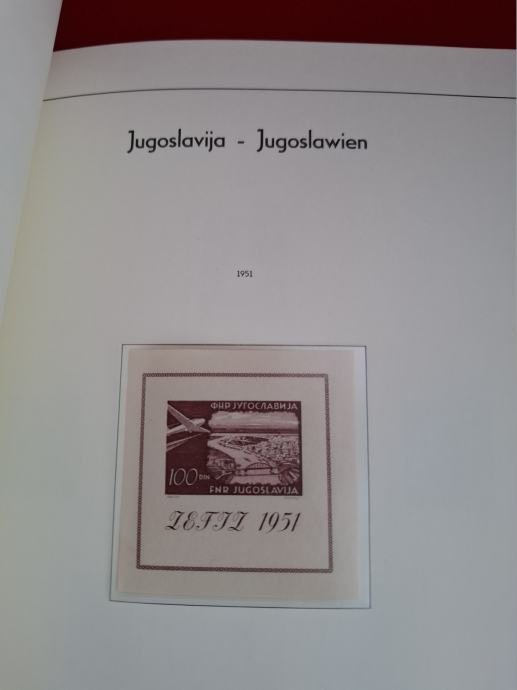 Jugoslavija - Jugoslawien
1951
ФНР ЈУГОСЛАВИЈА
100 DIN
FNR JUGOSLAVIJA
ZEFIZ 1951